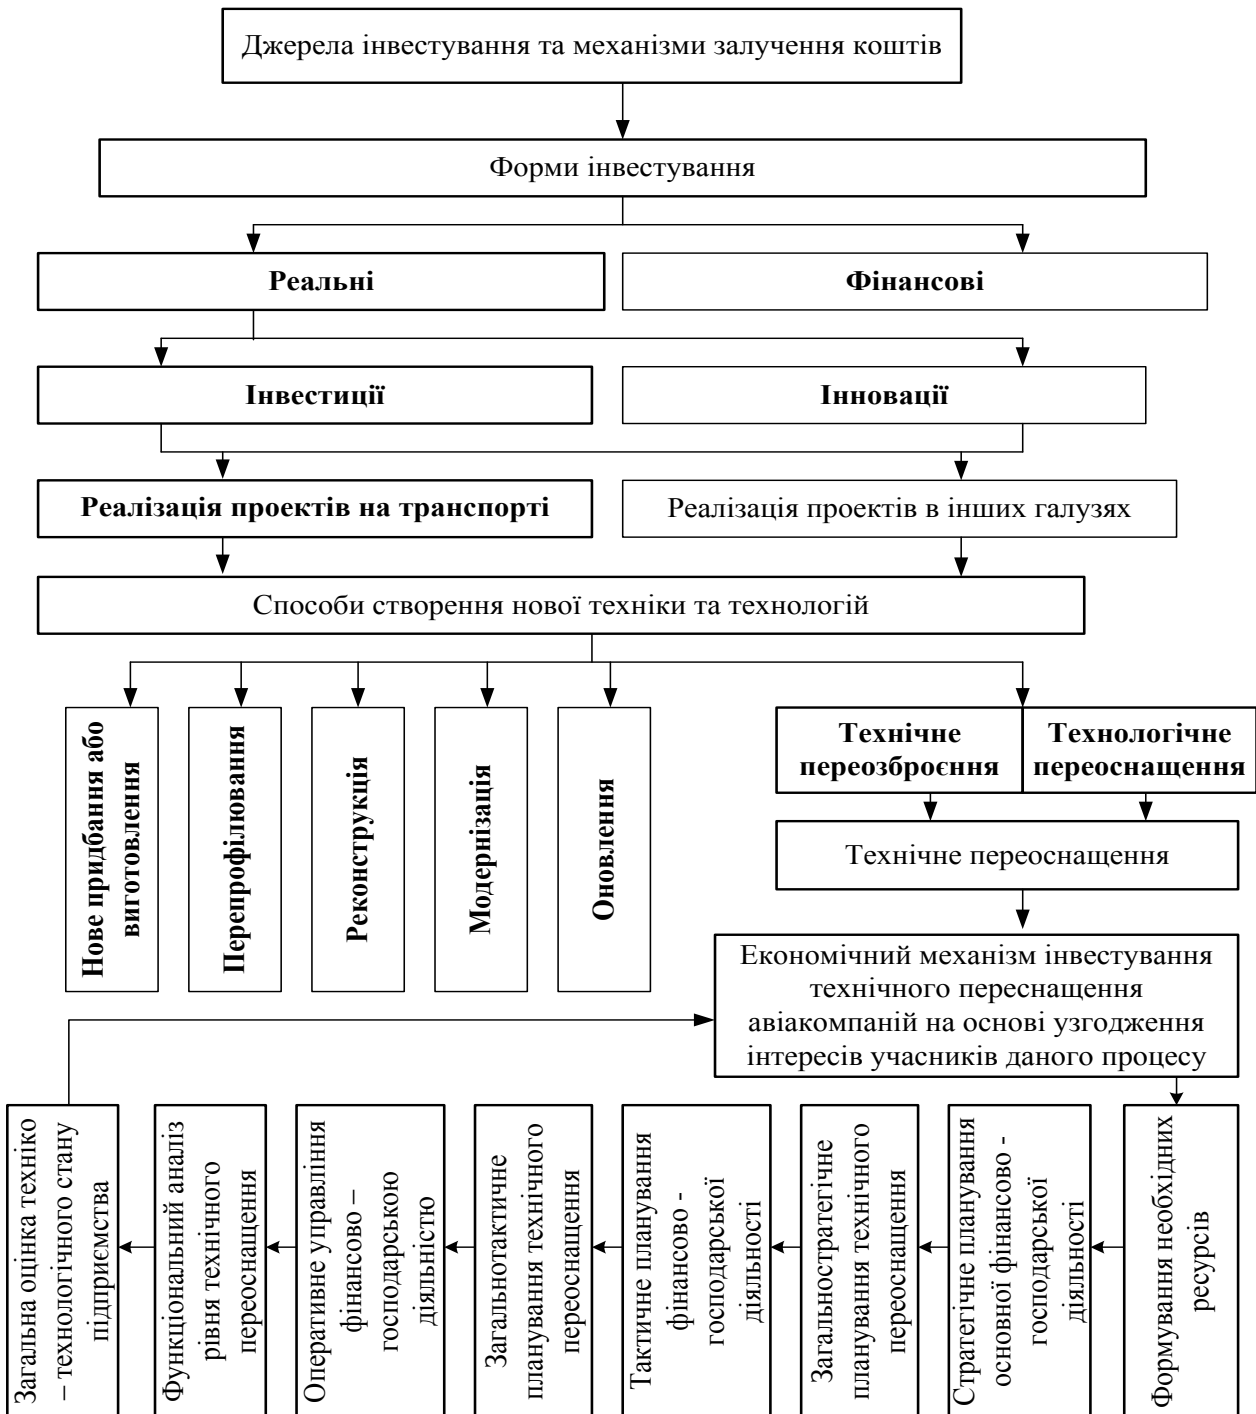 Джерела інвестування та механізми залучення коштів
Форми інвестування
Реальні
Фінансові
Інвестиції
Інновації
Реалізація проектів на транспорті
Реалізація проектів в інших галузях
Способи створення нової техніки та технологій
Нове придбання або
виготовлення
Перепрофілювання
Реконструкція
Модернізація
Оновлення
Технічне
переозброєння
Технологічне
переоснащення
Технічне переоснащення
Економічний механізм інвестування
технічного переснащення
авіакомпаній на основі узгодження
інтересів учасників даного процесу
Загальна оцінка техніко
– технологічного стану
підприємства
Функціональний аналіз
рівня технічного
переоснащення
Оперативне управління
фінансово –
господарською
діяльністю
Загальнотактичне
планування технічного
переоснащення
Тактичне планування
фінансово -
господарської
діяльності
Загальностратегічне
планування технічного
переоснащення
Стратегічне планування
основної фінансово -
господарської
діяльності
Формування необхідних
ресурсів